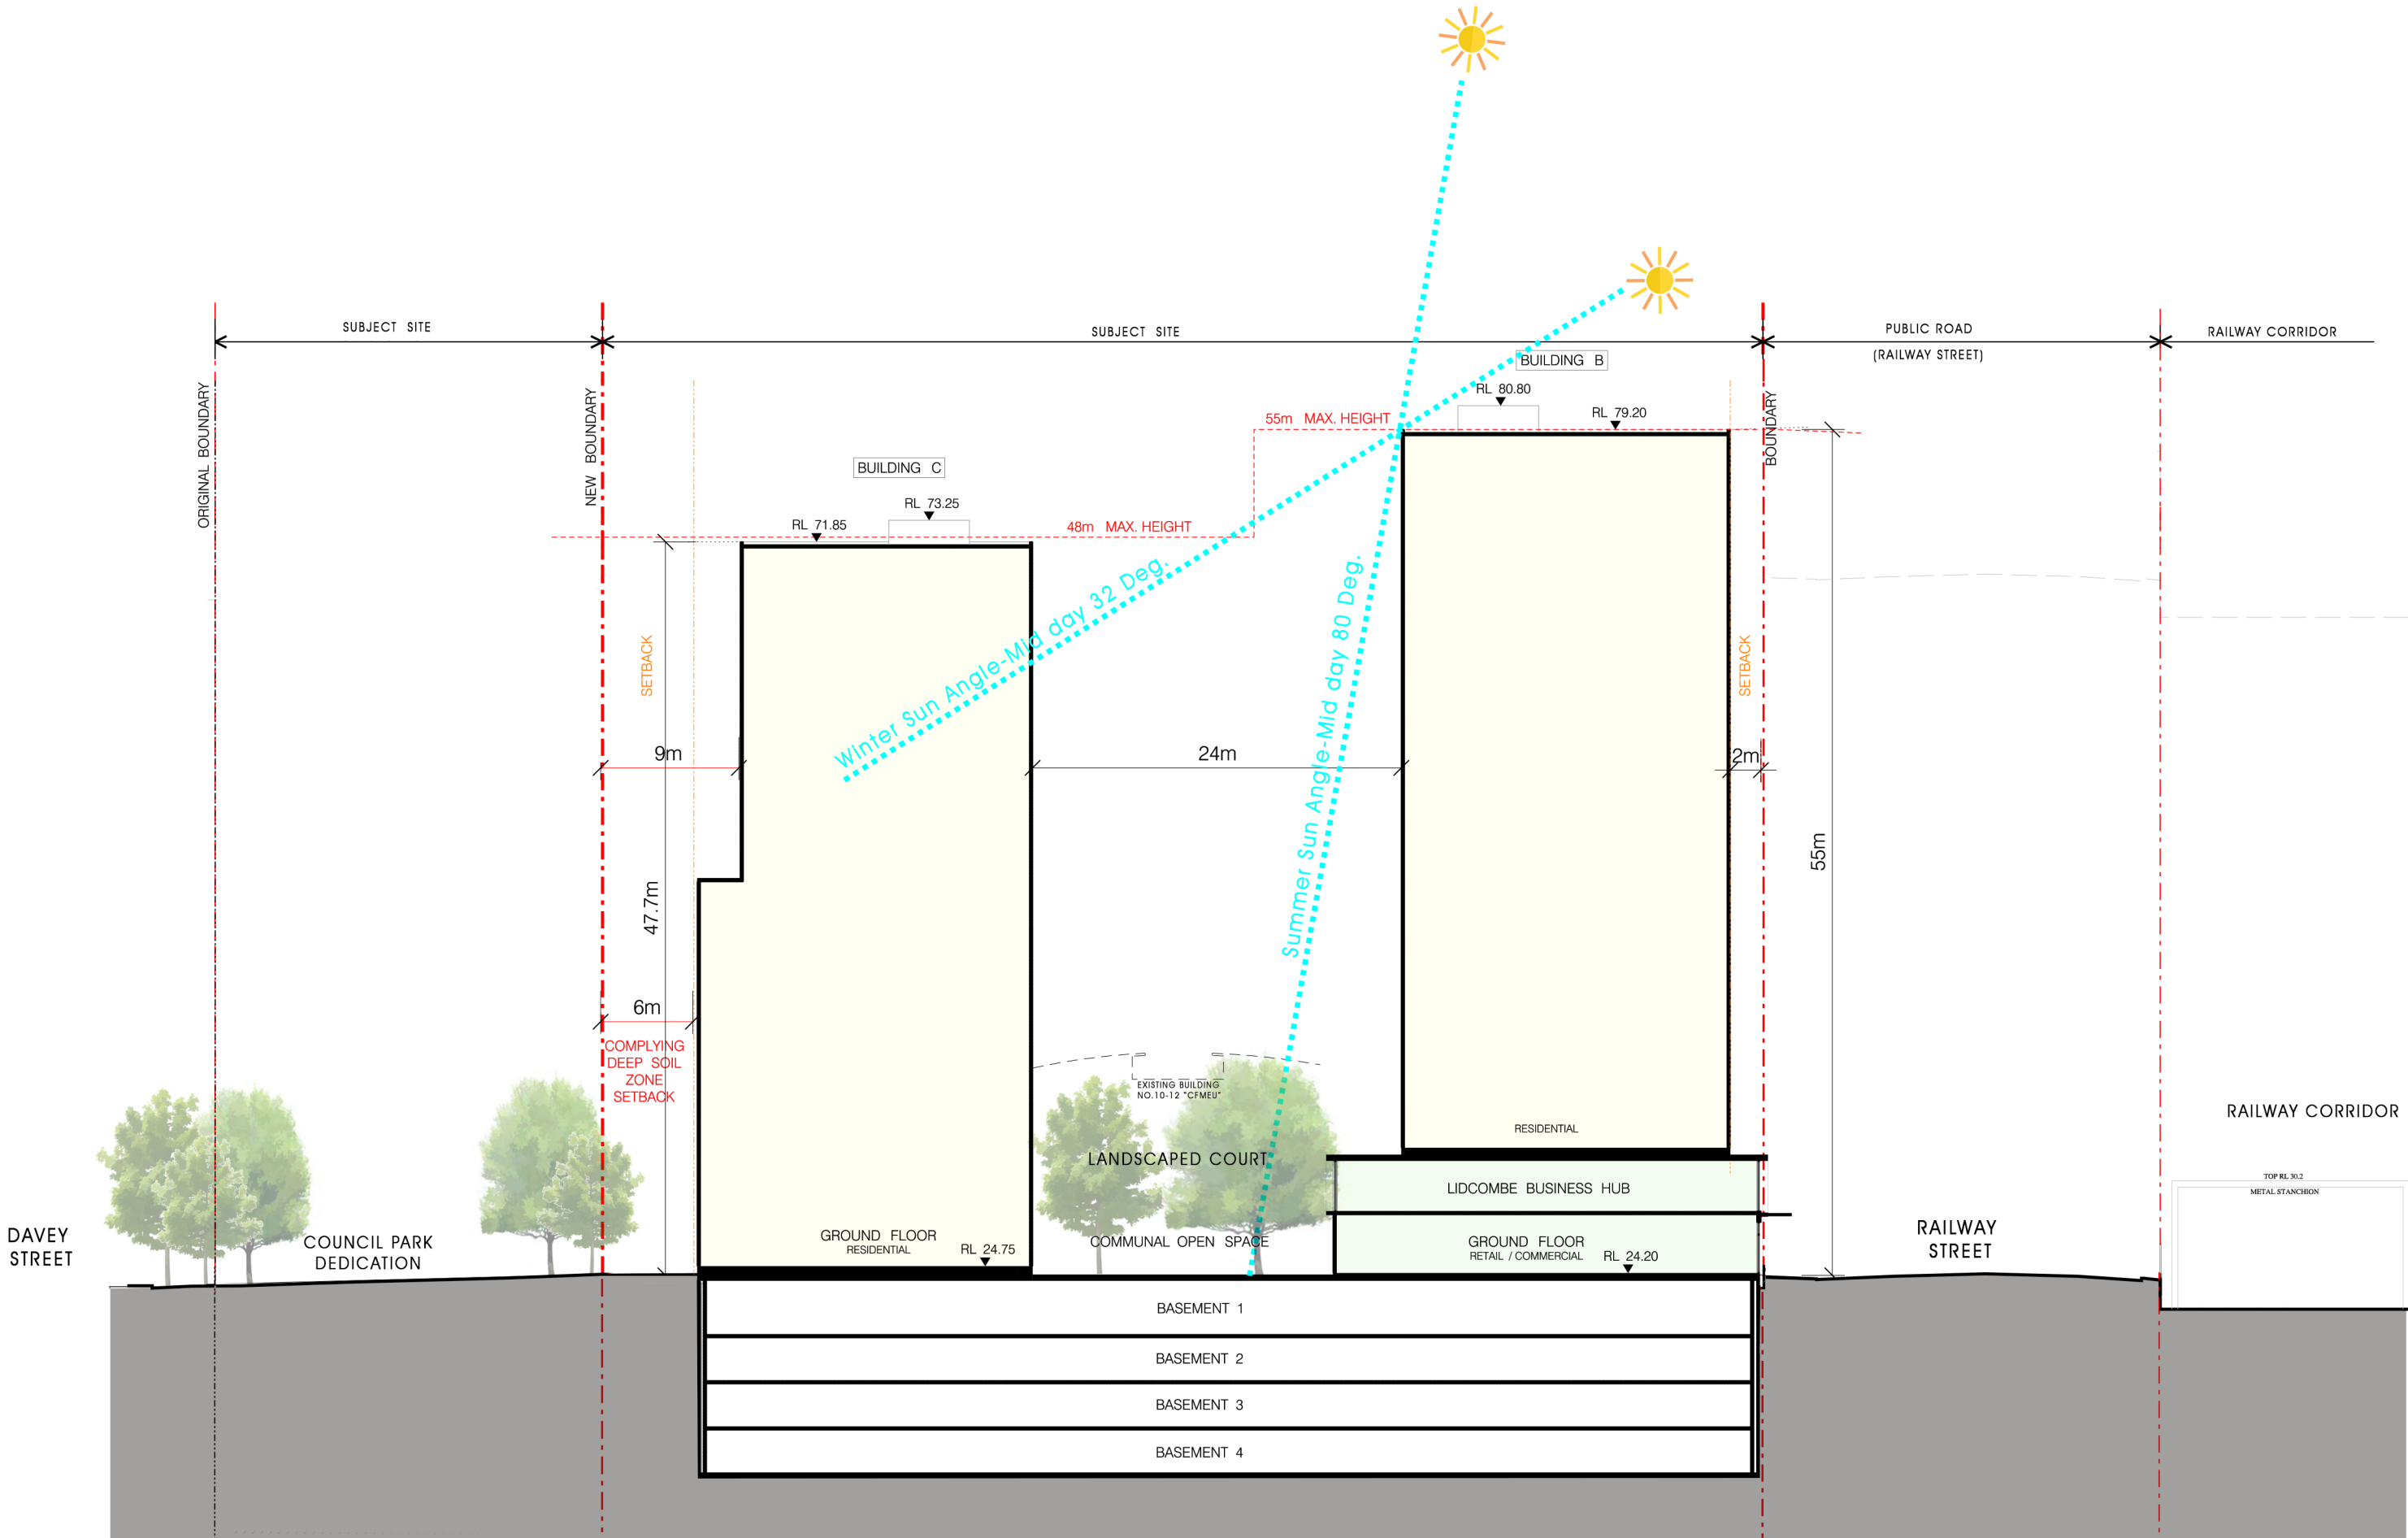 SUBJECT SITE
SUBJECT SITE
PUBLIC ROAD
(RAILWAY STREET)
RAILWAY CORRIDOR
ORIGINAL BOUNDARY
NEW BOUNDARY
BOUNDARY
BUILDING B
RL 80.80
RL 79.20
55m MAX. HEIGHT
BUILDING C
RL 73.25
RL 71.85
48m MAX. HEIGHT
Winter Sun Angle-Mid day 32 Deg.
Summer Sun Angle-Mid day 80 Deg.
SETBACK
SETBACK
9m
24m
2m
55m
47.7m
6m
COMPLYING
DEEP SOIL
ZONE
SETBACK
EXISTING BUILDING
NO.10-12 "CFMEU"
RESIDENTIAL
LANDSCAPED COURT
LIDCOMBE BUSINESS HUB
RAILWAY CORRIDOR
TOP RL 30.2
METAL STANCHION
DAVEY
STREET
COUNCIL PARK
DEDICATION
GROUND FLOOR
RESIDENTIAL
RL 24.75
COMMUNAL OPEN SPACE
GROUND FLOOR
RETAIL / COMMERCIAL
RL 24.20
RAILWAY
STREET
BASEMENT 1
BASEMENT 2
BASEMENT 3
BASEMENT 4